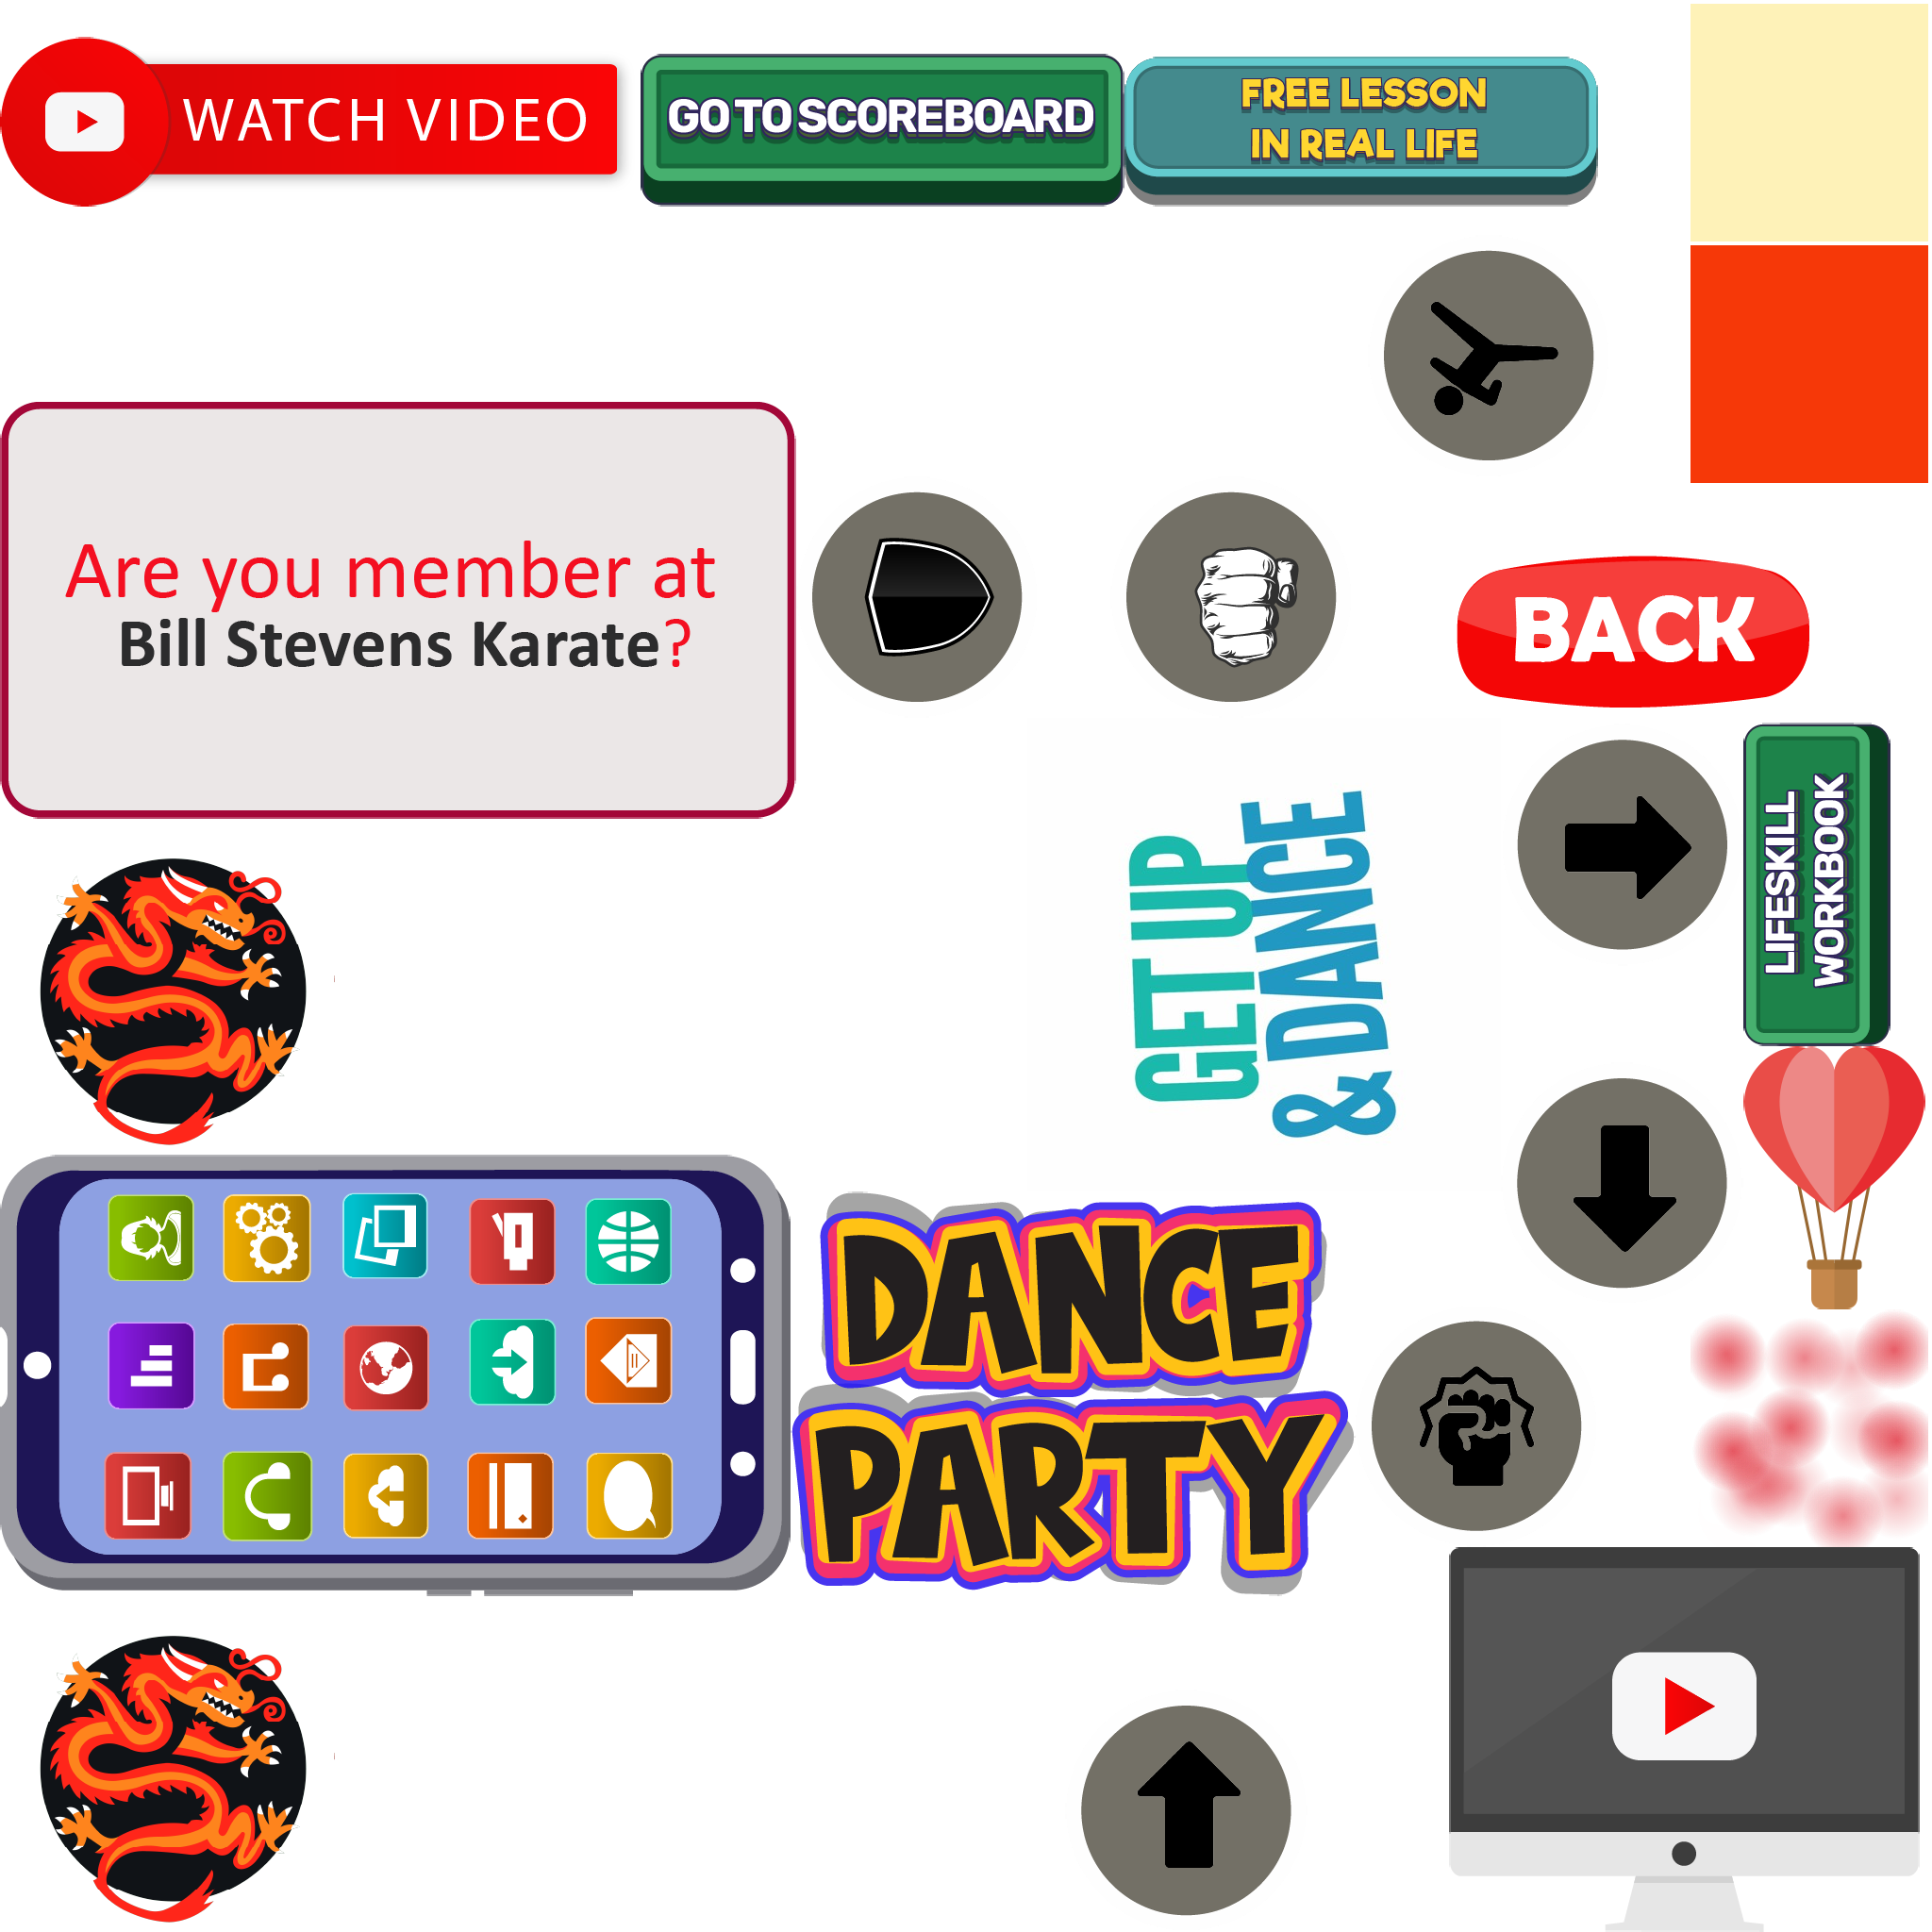 WATCH VIDEO
GO TO SCOREBOARD
FREE LESSON
IN REAL LIFE
Are you member at
Bill Stevens Karate?
BACK
GET UP
& DANCE
LIFESKILL
WORKBOOK
DANCE
PARTY